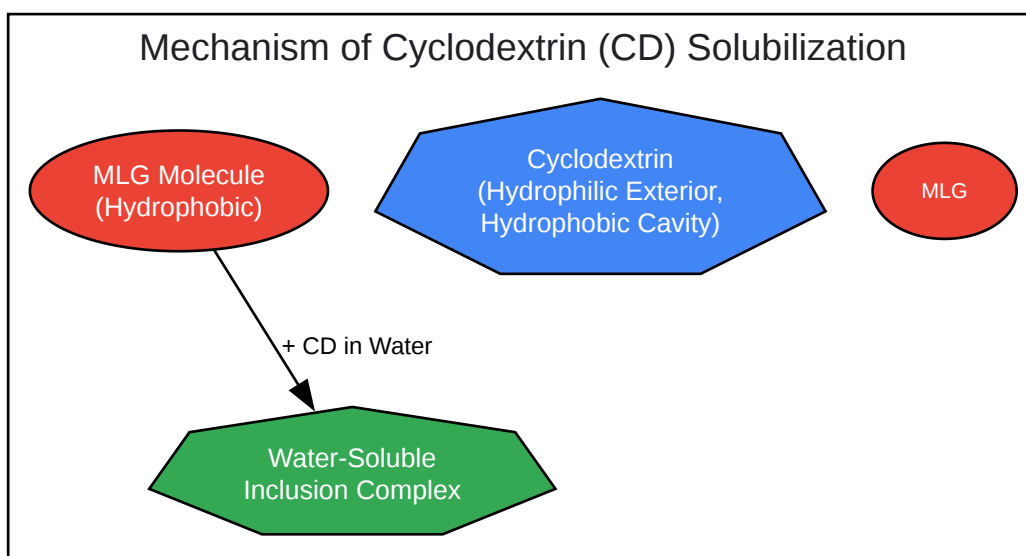 Mechanism of Cyclodextrin (CD) Solubilization
MLG Molecule
(Hydrophobic)
Cyclodextrin
(Hydrophilic Exterior,
Hydrophobic Cavity)
MLG
+ CD in Water
Water-Soluble
Inclusion Complex